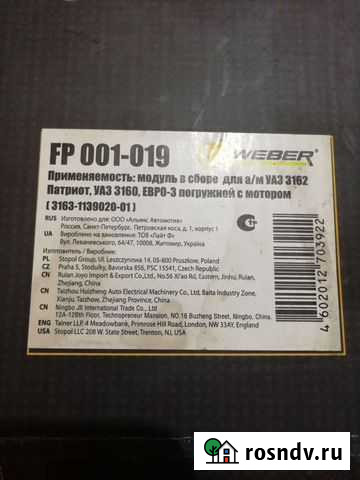 FP 001-019
WEBER®
Применяемость: модуль в сборе для а/м УАЗ 3162
Патриот, УАЗ 3160, ЕВРО-3 погружной с мотором
( 3163-1139020-01 )
RUS Изготовлено для: ООО «Альянс Автомотив»
Россия, Санкт-Петербург, Петровская коса, д. 1, корпус 1
UA Вироблено на замовлення: ТОВ «Лайт Ф»
Вул. Леваневського, 64/47, 10008, Житомир, Україна
Изготовитель / Виробник:
PL Stopol Group, Ul. Leszczynowa 14, 05-800 Proszkow, Poland
CZ Praha 5, Stodulky, Bavorska 856, PSC 15541, Czech Republic
CN Ruian Joyo Import & Export Co.,Ltd, No.56 Xi'ao Rd, Eastern, Jinhu, Ruian,
Zhejiang, China
CN Taizhou Huizheng Auto Electrical Machinery Co., Ltd, Baita Industry Zone,
Xianju, Taizhou, Zhejiang Province, China
CN Ningbo J8 International Trade Co., Ltd
12A-12Bth Floor, Technopreneur Mansion, No.18 Buzheng Street, Ningbo, China
ENG Tainer LLP, 4 Meadowbank, Primrose Hill Road, London, NW33AY, England
USA Stopol LLC 208 W. State Street, Trenton, NJ, USA
4 602012 703922
rosndv.ru